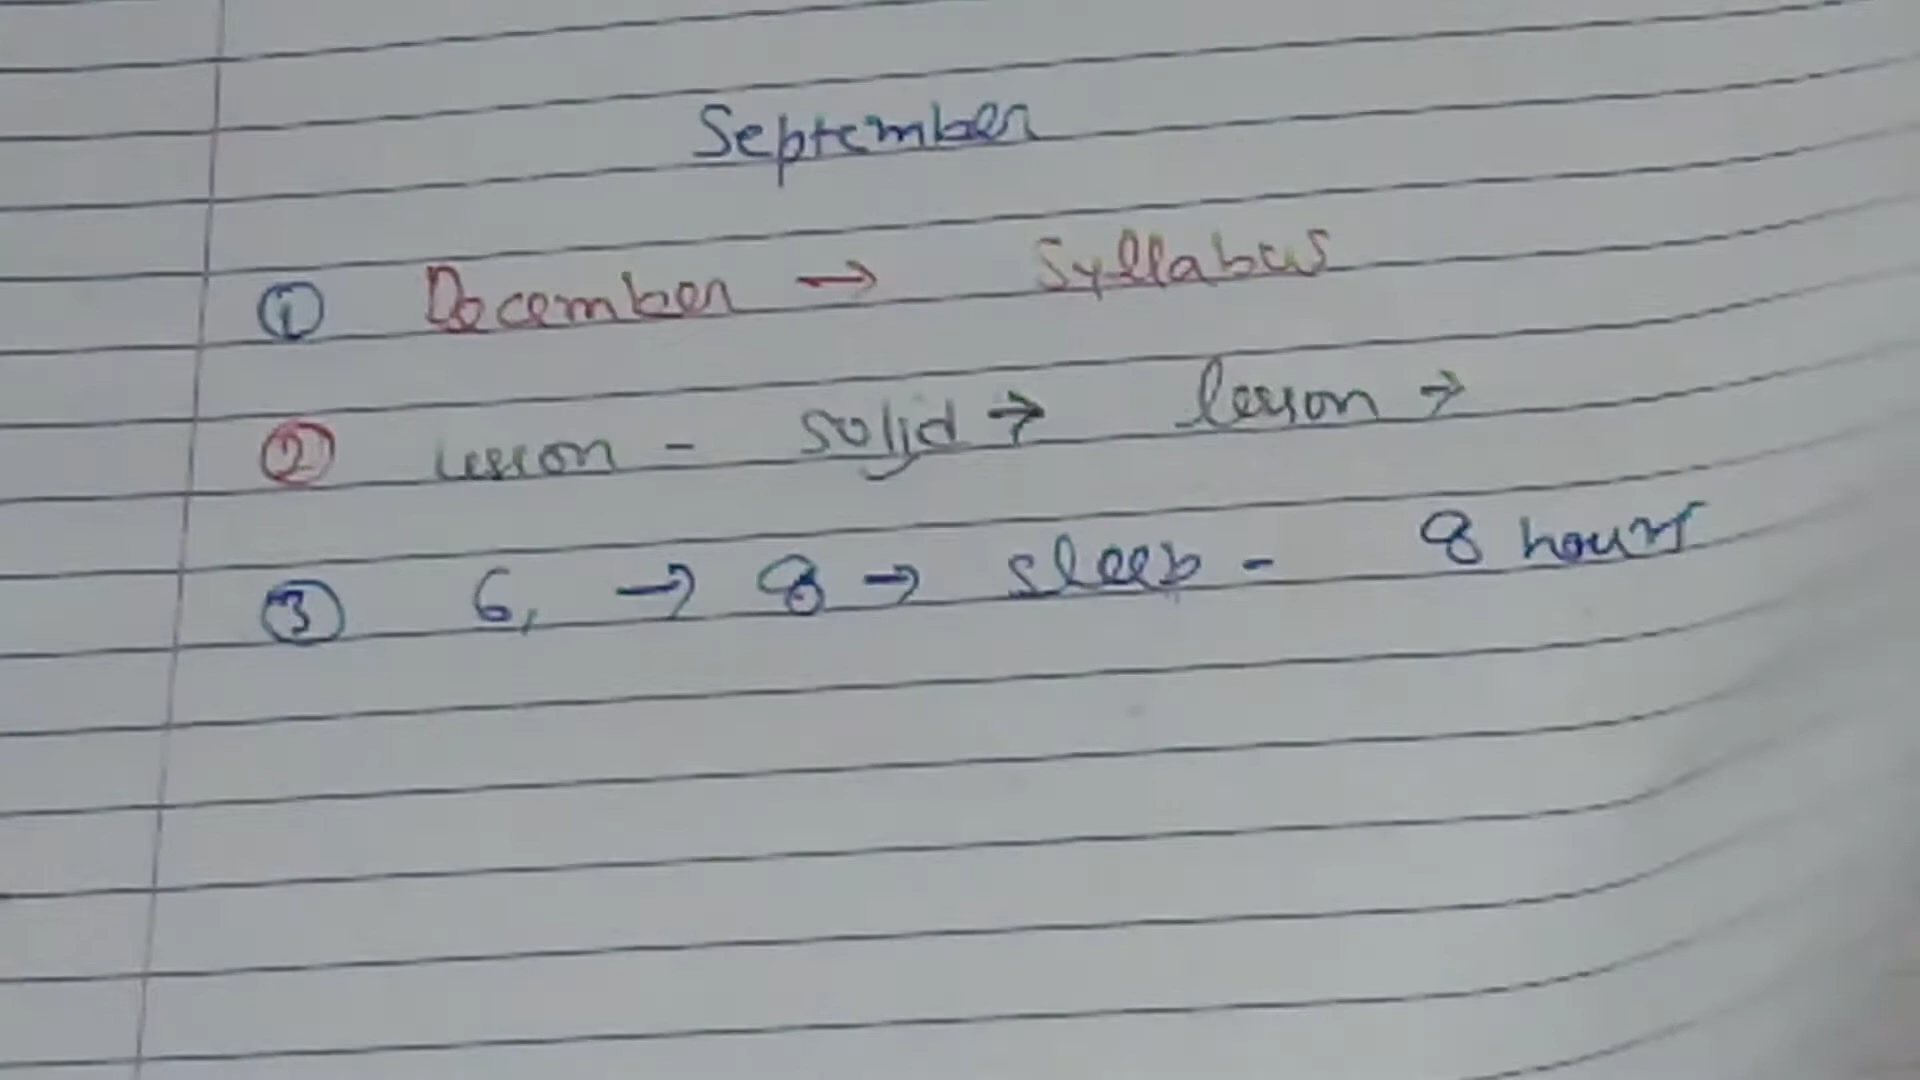 September
① December → Syllabus
② Lesson - solid → lesson →
③ 6, → 8 → sleep - 8 hours